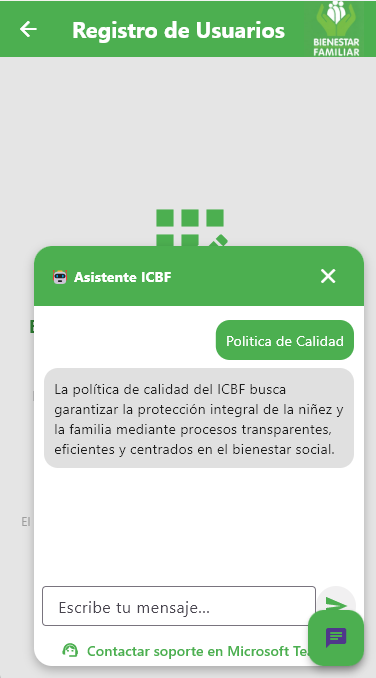 Registro de Usuarios
BIENESTAR
FAMILIAR
Asistente ICBF
Politica de Calidad
La política de calidad del ICBF busca
garantizar la protección integral de la niñez y
la familia mediante procesos transparentes,
eficientes y centrados en el bienestar social.
El
Escribe tu mensaje...
Contactar soporte en Microsoft Te